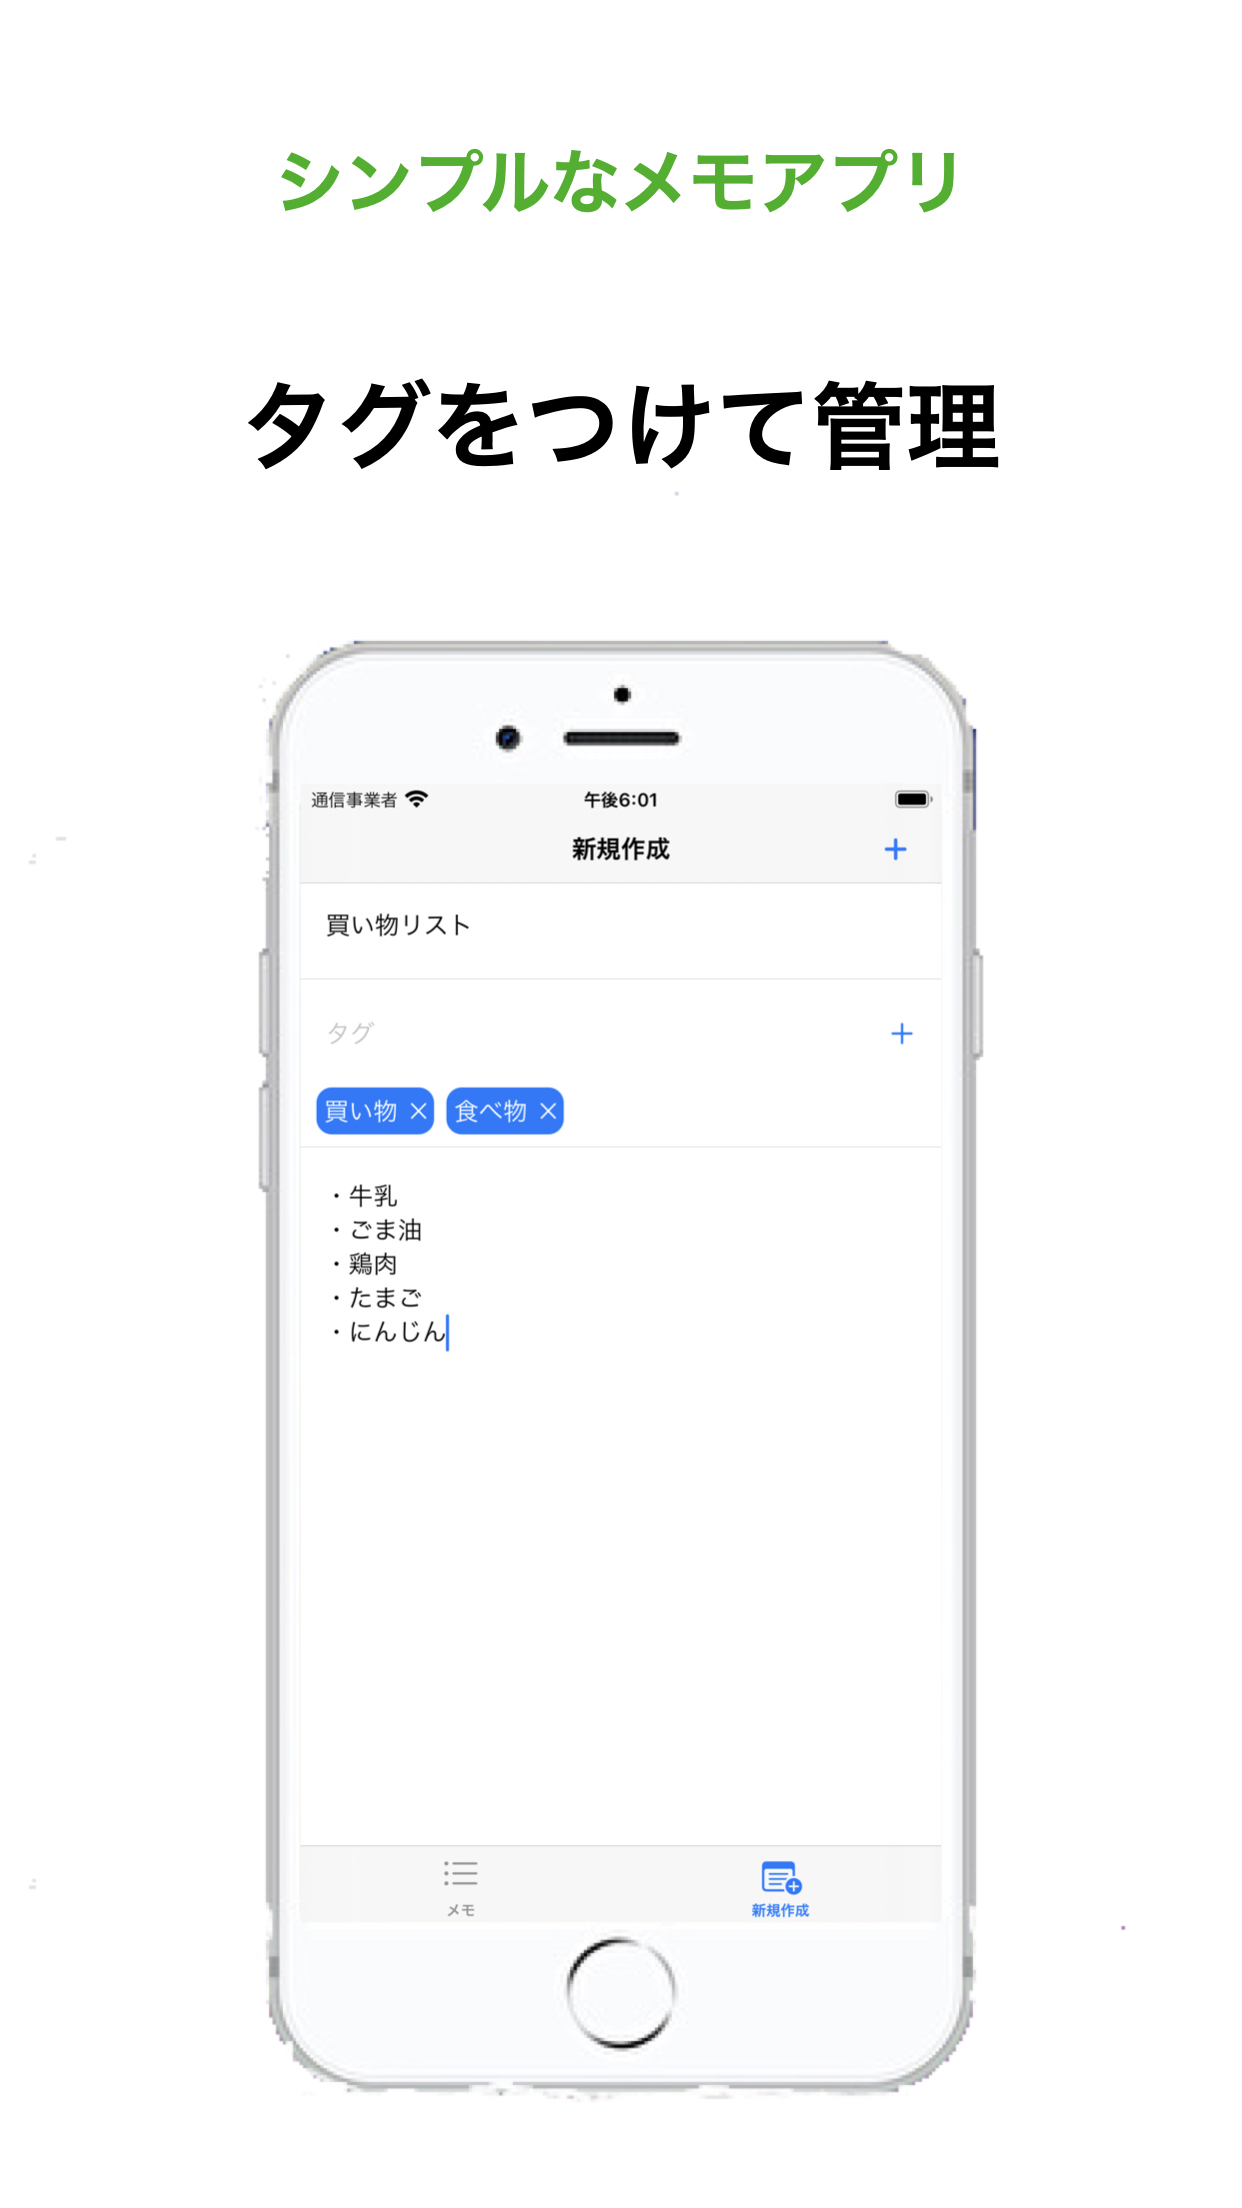 シンプルなメモアプリ
タグをつけて管理
通信事業者 午後6:01
新規作成
買い物リスト
タグ
買い物 食べ物
・牛乳
・ごま油
・鶏肉
・たまご
・にんじん
メモ 新規作成